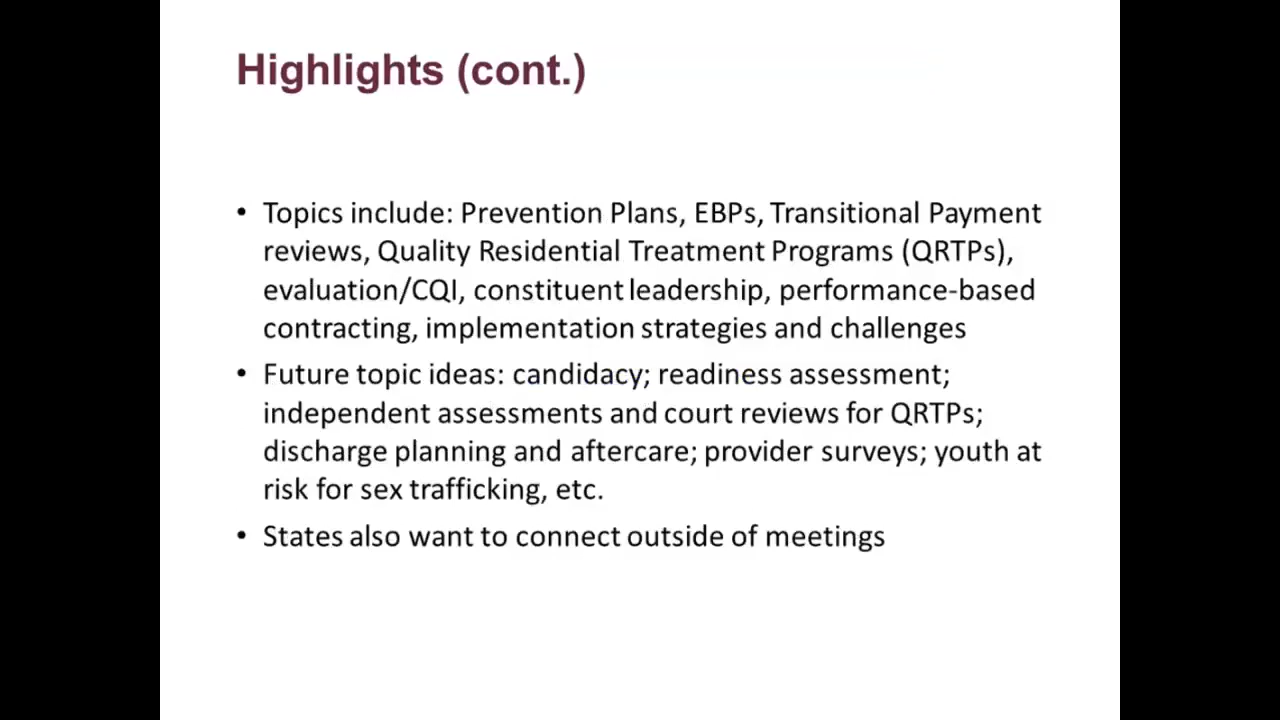 Highlights (cont.)
• Topics include: Prevention Plans, EBPs, Transitional Payment
reviews, Quality Residential Treatment Programs (QRTPs),
evaluation/CQI, constituent leadership, performance-based
contracting, implementation strategies and challenges
• Future topic ideas: candidacy; readiness assessment;
independent assessments and court reviews for QRTPs;
discharge planning and aftercare; provider surveys; youth at
risk for sex trafficking, etc.
• States also want to connect outside of meetings